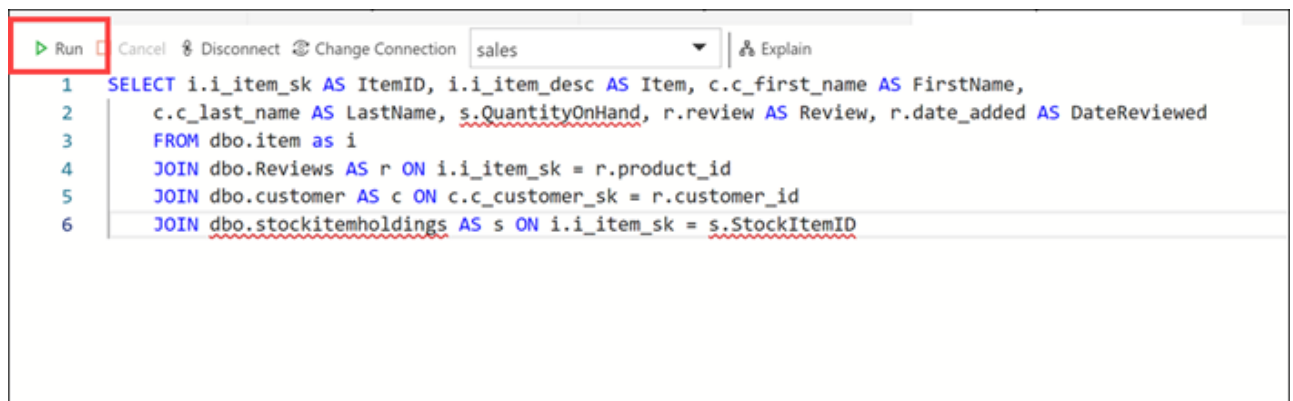 Run Cancel Disconnect Change Connection sales Explain
1 SELECT i.i_item_sk AS ItemID, i.i_item_desc AS Item, c.c_first_name AS FirstName,
2 c.c_last_name AS LastName, s.QuantityOnHand, r.review AS Review, r.date_added AS DateReviewed
3 FROM dbo.item as i
4 JOIN dbo.Reviews AS r ON i.i_item_sk = r.product_id
5 JOIN dbo.customer AS c ON c.c_customer_sk = r.customer_id
6 JOIN dbo.stockitemholdings AS s ON i.i_item_sk = s.StockItemID